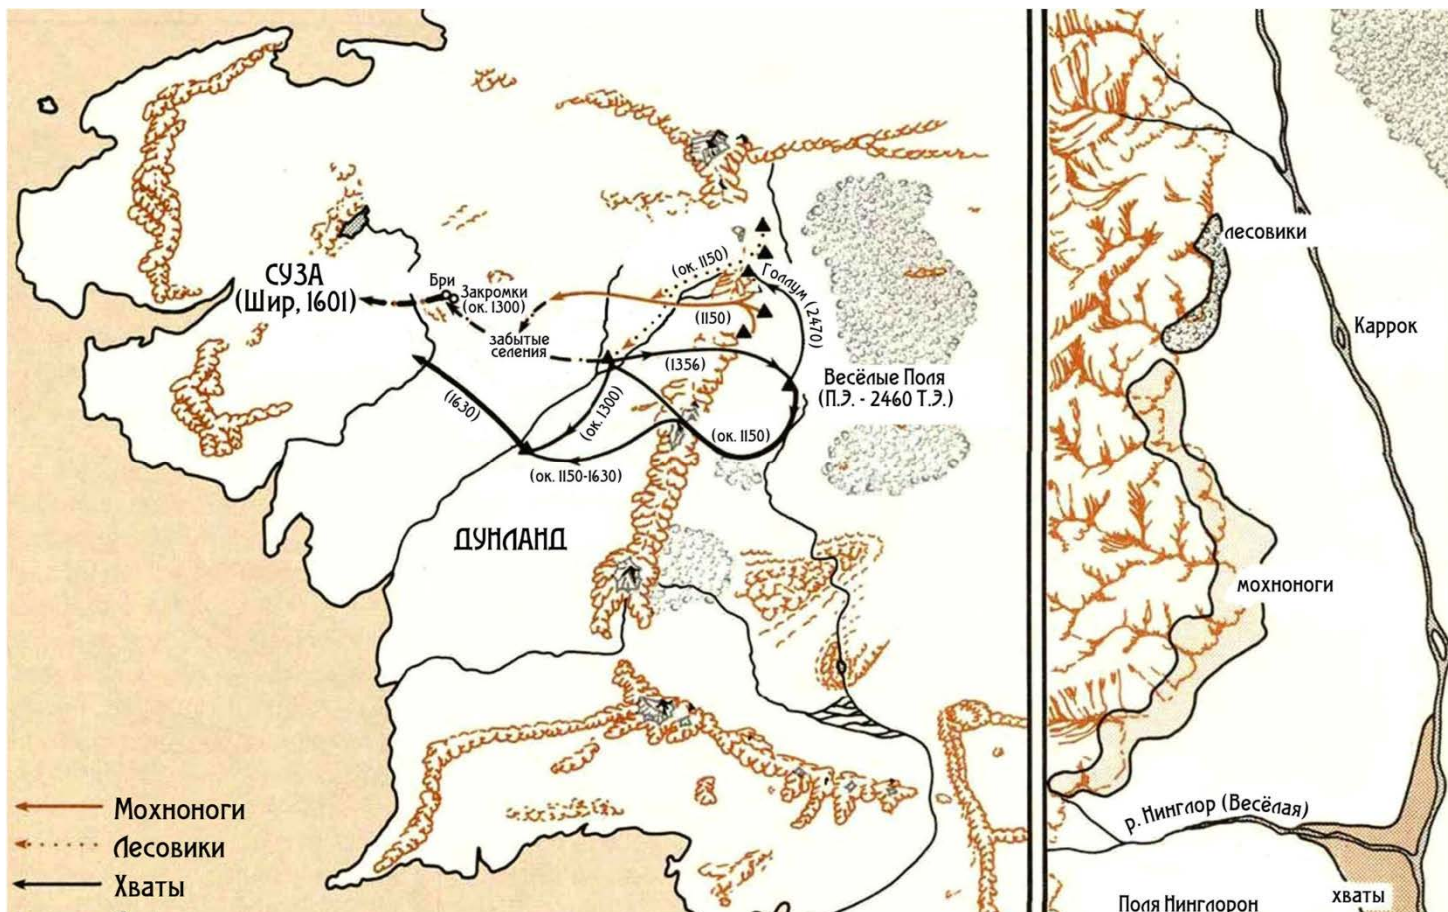 СУЗА
(Шир, 1601)
Бри
Закромки
(ок. 1300)
забытые
селения
(ок. 1150)
(1150)
Голлум (2470)
(1356)
Весёлые Поля
(П.Э. - 2460 Т.Э.)
(1630)
(ок. 1300)
(ок. 1150)
(ок. 1150-1630)
ДУНЛАНД
Мохноноги
Лесовики
Хваты
лесовики
Каррок
мохноноги
р. Нинглор (Весёлая)
хваты
Поля Нинглорон